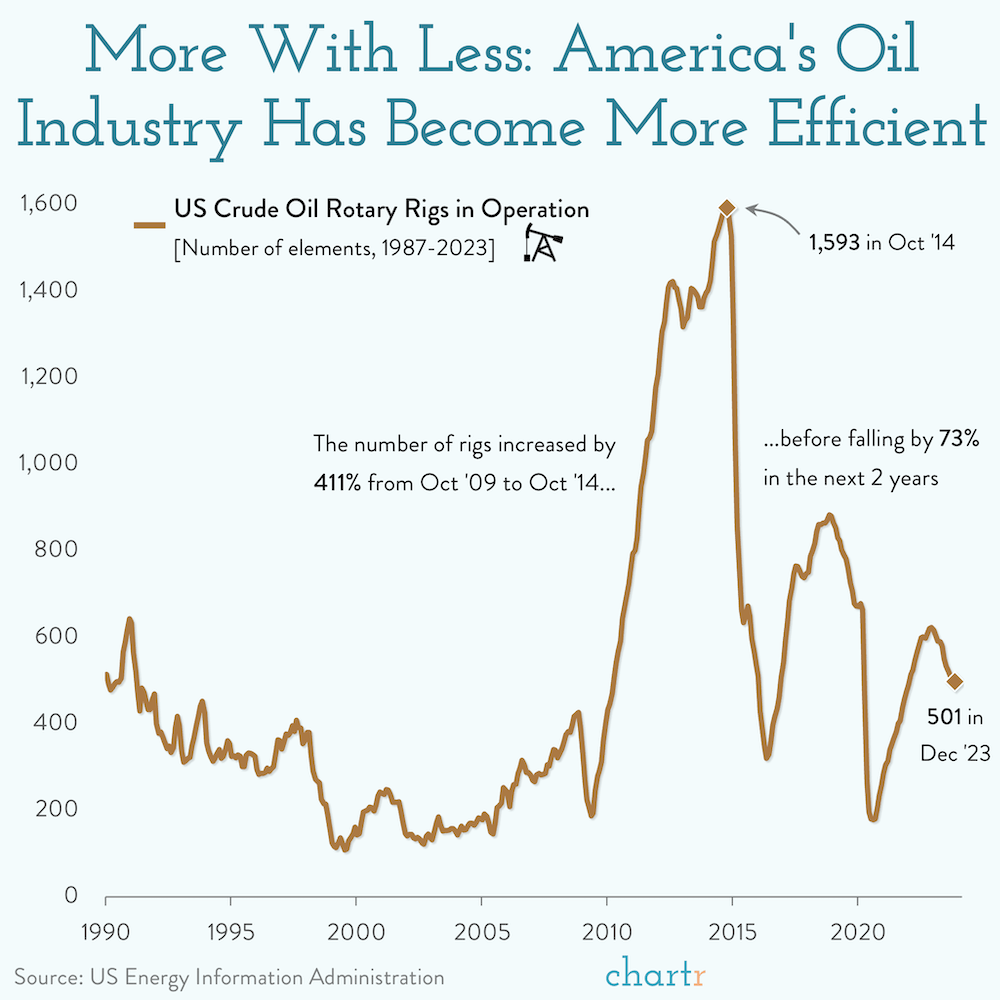 More With Less: America's Oil
Industry Has Become More Efficient
1,600
US Crude Oil Rotary Rigs in Operation
[Number of elements, 1987-2023]
1,593 in Oct '14
1,400
1,200
The number of rigs increased by
411% from Oct '09 to Oct '14...
...before falling by 73%
in the next 2 years
1,000
800
600
400
501 in
Dec '23
200
0
1990
1995
2000
2005
2010
2015
2020
Source: US Energy Information Administration
chartr